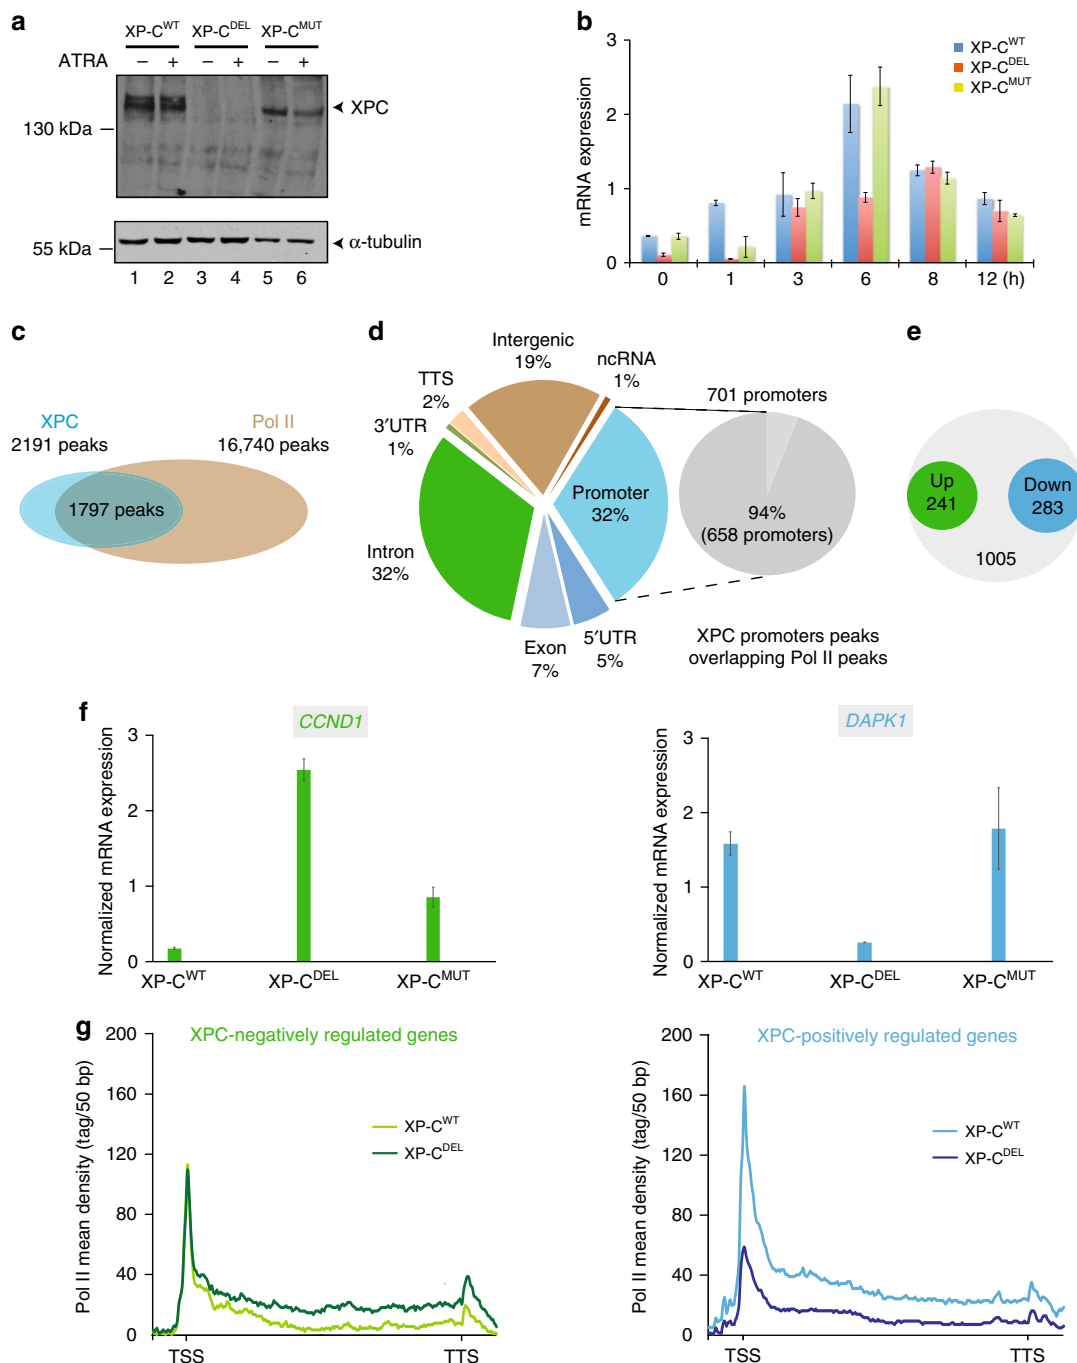 a
XP-C^WT XP-C^DEL XP-C^MUT
ATRA − + − + − +
XPC
130 kDa
55 kDa
α-tubulin
1 2 3 4 5 6
b
3
2
1
0
mRNA expression
XP-C^WT
XP-C^DEL
XP-C^MUT
0 1 3 6 8 12 (h)
c
XPC
2191 peaks
Pol II
16,740 peaks
1797 peaks
d
Intergenic
19%
ncRNA
1%
TTS
2%
3′UTR
1%
Intron
32%
Exon
7%
5′UTR
5%
Promoter
32%
701 promoters
94%
(658 promoters)
XPC promoters peaks
overlapping Pol II peaks
e
Up
241
Down
283
1005
f
CCND1
Normalized mRNA expression
3
2
1
0
XP-C^WT XP-C^DEL XP-C^MUT
DAPK1
Normalized mRNA expression
3
2
1
0
XP-C^WT XP-C^DEL XP-C^MUT
g
XPC-negatively regulated genes
Pol II mean density (tag/50 bp)
200
160
120
80
40
0
XP-C^WT
XP-C^DEL
TSS TTS
XPC-positively regulated genes
Pol II mean density (tag/50 bp)
200
160
120
80
40
0
XP-C^WT
XP-C^DEL
TSS TTS